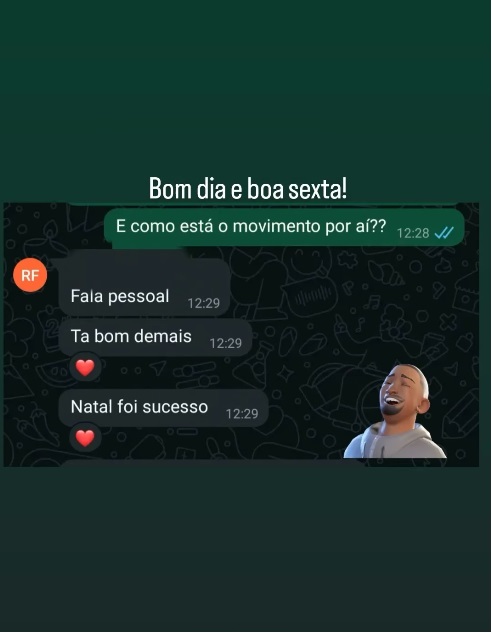 Bom dia e boa sexta!
E como está o movimento por aí?? 12:28
RF
Fala pessoal 12:29
Ta bom demais 12:29
Natal foi sucesso 12:29